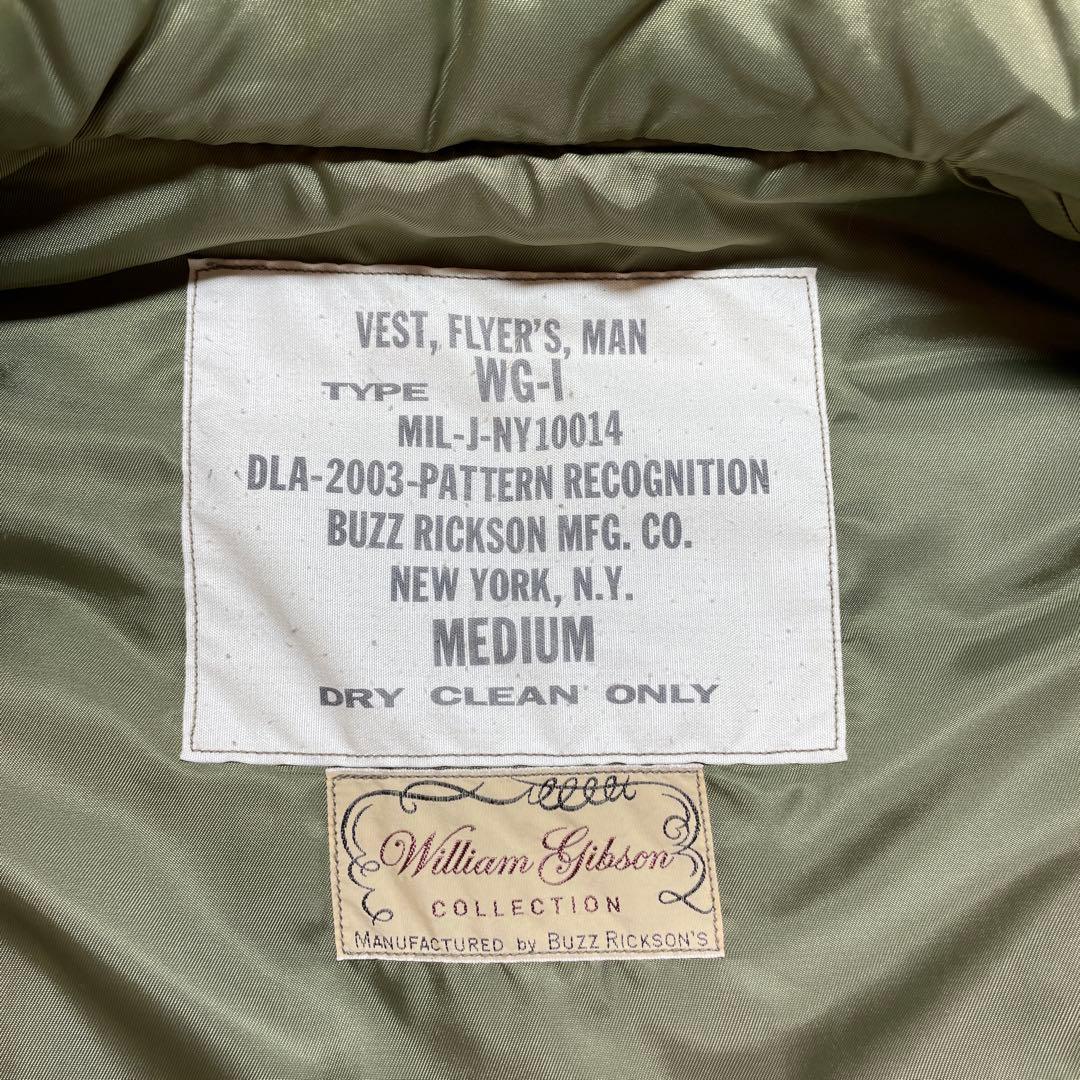 VEST, FLYER'S, MAN
TYPE WG-1
MIL-J-NY10014
DLA-2003-PATTERN RECOGNITION
BUZZ RICKSON MFG. CO.
NEW YORK, N.Y.
MEDIUM
DRY CLEAN ONLY
William Gibson
COLLECTION
MANUFACTURED by BUZZ RICKSON'S